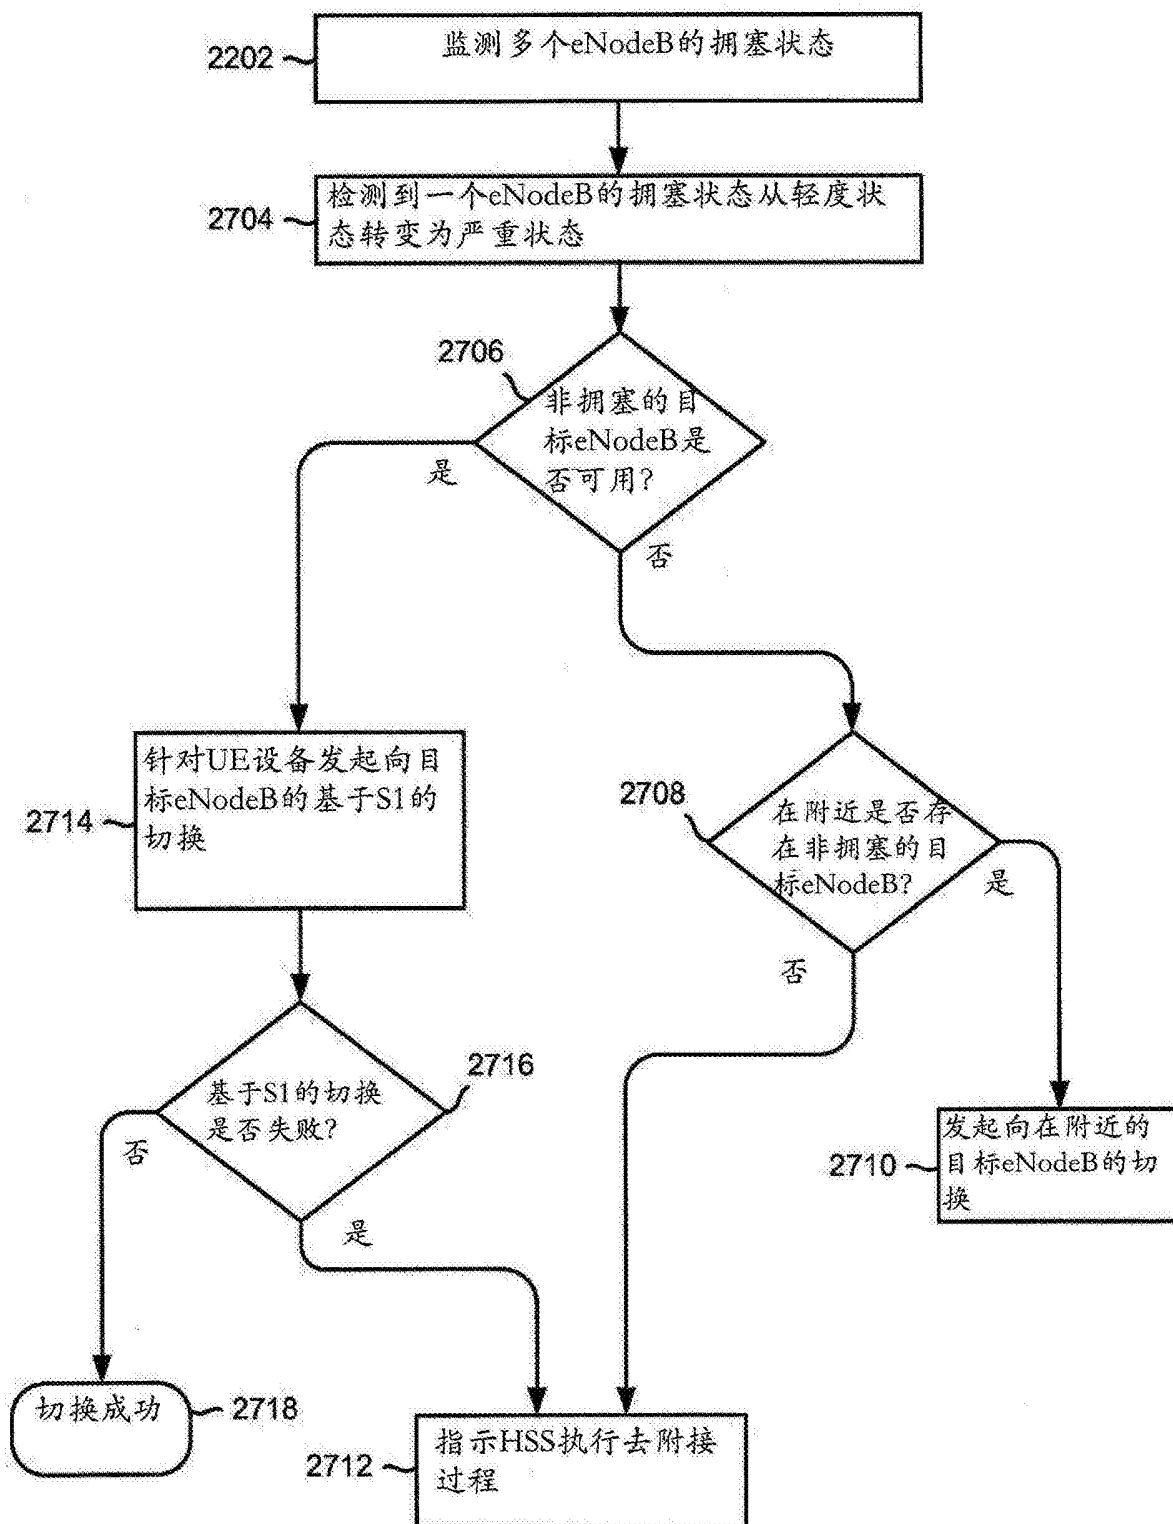 2202
监测多个eNodeB的拥塞状态
2704
检测到一个eNodeB的拥塞状态从轻度状
态转变为严重状态
2706
非拥塞的目
标eNodeB是
否可用？
是
否
2714
针对UE设备发起向目
标eNodeB的基于S1的
切换
2708
在附近是否存
在非拥塞的目
标eNodeB？
是
否
2716
基于S1的切换
是否失败？
否
是
2710
发起向在附近的
目标eNodeB的切
换
切换成功
2718
2712
指示HSS执行去附接
过程